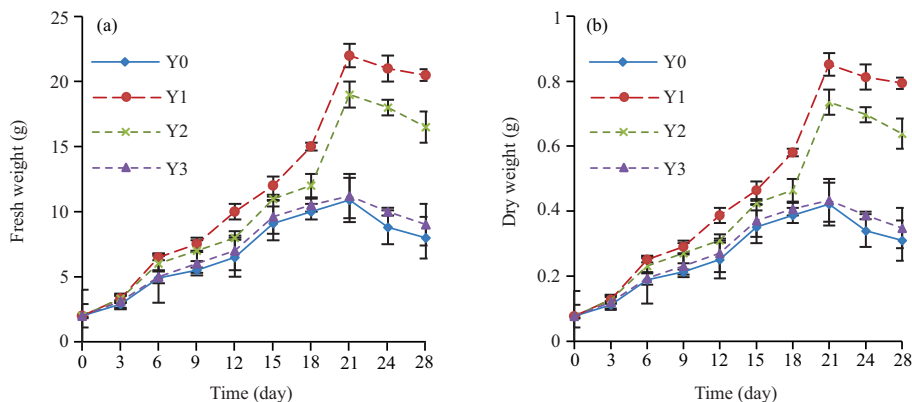 (a)
25
20
15
10
5
0
Fresh weight (g)
Y0
Y1
Y2
Y3
0 3 6 9 12 15 18 21 24 28
Time (day)
(b)
1
0.8
0.6
0.4
0.2
0
Dry weight (g)
Y0
Y1
Y2
Y3
0 3 6 9 12 15 18 21 24 28
Time (day)